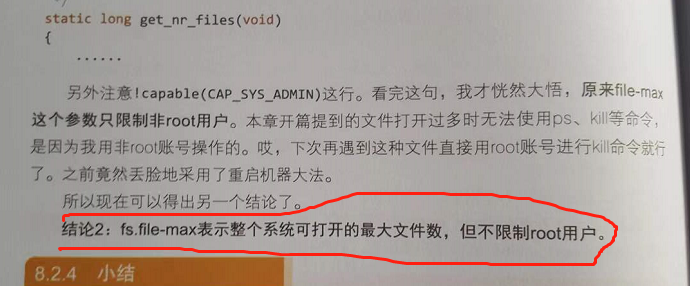 static long get_nr_files(void)
{
......
另外注意!capable(CAP_SYS_ADMIN)这行。看完这句，我才恍然大悟，原来file-max
这个参数只限制非root用户。本章开篇提到的文件打开过多时无法使用ps、kill等命令，
是因为我用非root账号操作的。哎，下次再遇到这种文件直接用root账号进行kill命令就行
了。之前竟然丢脸地采用了重启机器大法。
所以现在可以得出另一个结论了。
结论2：fs.file-max表示整个系统可打开的最大文件数，但不限制root用户。
8.2.4 小结